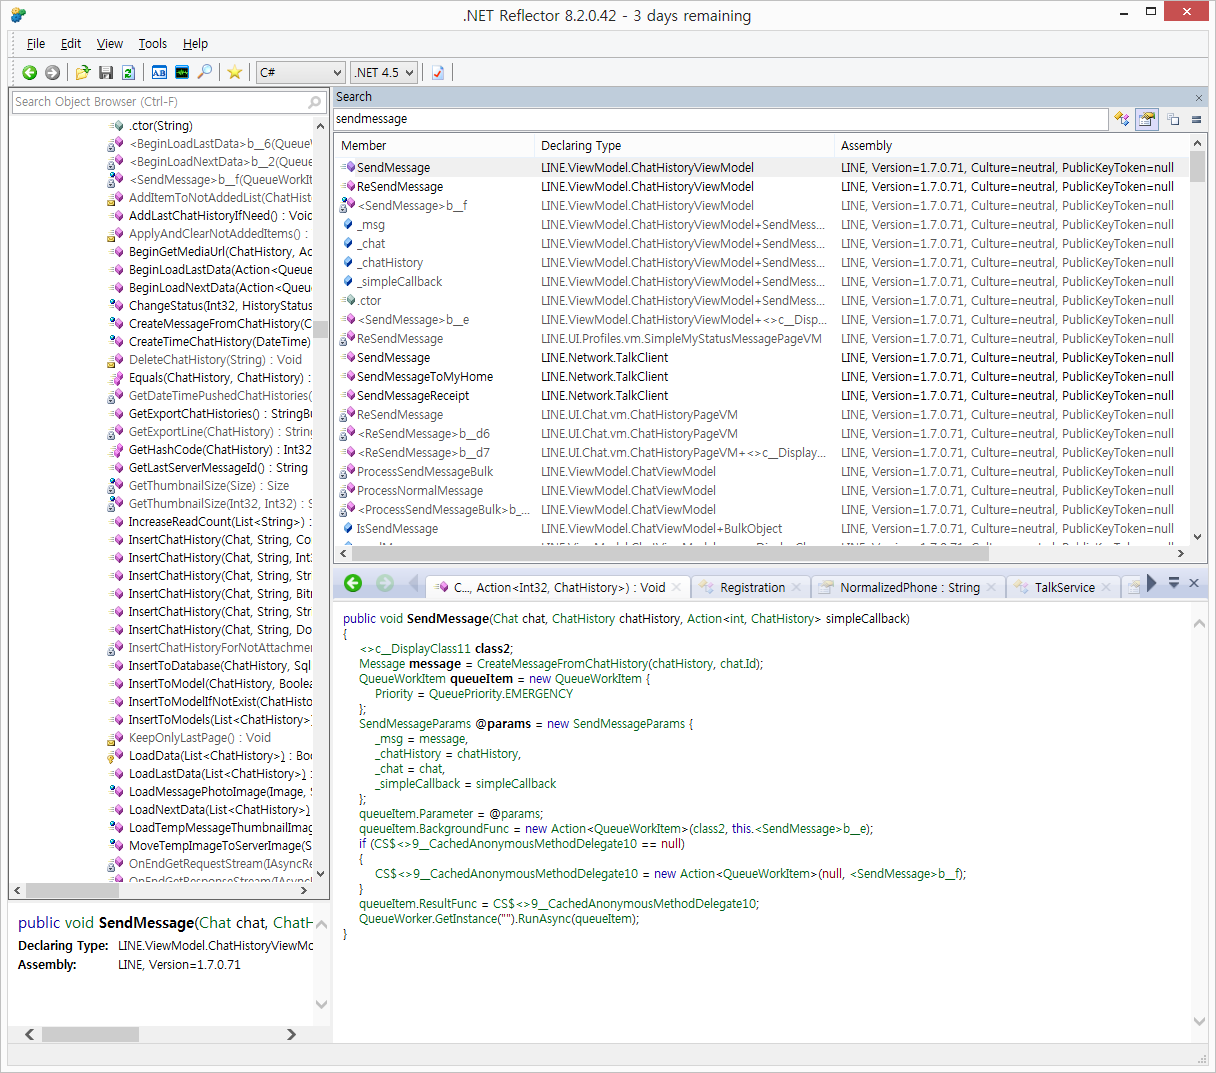 .NET Reflector 8.2.0.42 - 3 days remaining
File Edit View Tools Help
C# .NET 4.5
Search Object Browser (Ctrl-F)
.ctor(String)
<BeginLoadLastData>b__6(QueueW
<BeginLoadNextData>b__2(Queue
<SendMessage>b__f(QueueWorkIt
AddItemToNotAddedList(ChatHist
AddLastChatHistoryIfNeed() : Voic
ApplyAndClearNotAddedItems() :
BeginGetMediaUrl(ChatHistory, Ac
BeginLoadLastData(Action<Queue
BeginLoadNextData(Action<Queu
ChangeStatus(Int32, HistoryStatus
CreateMessageFromChatHistory(C
CreateTimeChatHistory(DateTime)
DeleteChatHistory(String) : Void
Equals(ChatHistory, ChatHistory) :
GetDateTimePushedChatHistories(
GetExportChatHistories() : StringBu
GetExportLine(ChatHistory) : String
GetHashCode(ChatHistory) : Int32
GetLastServerMessageId() : String
GetThumbnailSize(Size) : Size
GetThumbnailSize(Int32, Int32) : S
IncreaseReadCount(List<String>) :
InsertChatHistory(Chat, String, Co
InsertChatHistory(Chat, String, Int3
InsertChatHistory(Chat, String, Str
InsertChatHistory(Chat, String, Bitr
InsertChatHistory(Chat, String, Str
InsertChatHistory(Chat, String, Do
InsertChatHistoryForNotAttachme
InsertToDatabase(ChatHistory, Sql
InsertToModel(ChatHistory, Boolea
InsertToModelIfNotExist(ChatHisto
InsertToModels(List<ChatHistory>)
KeepOnlyLastPage() : Void
LoadData(List<ChatHistory>) : Boo
LoadLastData(List<ChatHistory>) :
LoadMessagePhotoImage(Image, S
LoadNextData(List<ChatHistory>)
LoadTempMessageThumbnailImag
MoveTempImageToServerImage(S
OnEndGetRequestStream(IAsyncRe
OnEndGetResponseStream(IAsyncl
public void SendMessage(Chat chat, ChatH
Declaring Type: LINE.ViewModel.ChatHistoryViewMo
Assembly: LINE, Version=1.7.0.71
Search
sendmessage
Member Declaring Type Assembly
SendMessage LINE.ViewModel.ChatHistoryViewModel LINE, Version=1.7.0.71, Culture=neutral, PublicKeyToken=null
ReSendMessage LINE.ViewModel.ChatHistoryViewModel LINE, Version=1.7.0.71, Culture=neutral, PublicKeyToken=null
<SendMessage>b__f LINE.ViewModel.ChatHistoryViewModel LINE, Version=1.7.0.71, Culture=neutral, PublicKeyToken=null
_msg LINE.ViewModel.ChatHistoryViewModel+SendMess... LINE, Version=1.7.0.71, Culture=neutral, PublicKeyToken=null
_chat LINE.ViewModel.ChatHistoryViewModel+SendMess... LINE, Version=1.7.0.71, Culture=neutral, PublicKeyToken=null
_chatHistory LINE.ViewModel.ChatHistoryViewModel+SendMess... LINE, Version=1.7.0.71, Culture=neutral, PublicKeyToken=null
_simpleCallback LINE.ViewModel.ChatHistoryViewModel+SendMess... LINE, Version=1.7.0.71, Culture=neutral, PublicKeyToken=null
.ctor LINE.ViewModel.ChatHistoryViewModel+SendMess... LINE, Version=1.7.0.71, Culture=neutral, PublicKeyToken=null
<SendMessage>b__e LINE.ViewModel.ChatHistoryViewModel+<>c__Disp... LINE, Version=1.7.0.71, Culture=neutral, PublicKeyToken=null
ReSendMessage LINE.UI.Profiles.vm.SimpleMyStatusMessagePageVM LINE, Version=1.7.0.71, Culture=neutral, PublicKeyToken=null
SendMessage LINE.Network.TalkClient LINE, Version=1.7.0.71, Culture=neutral, PublicKeyToken=null
SendMessageToMyHome LINE.Network.TalkClient LINE, Version=1.7.0.71, Culture=neutral, PublicKeyToken=null
SendMessageReceipt LINE.Network.TalkClient LINE, Version=1.7.0.71, Culture=neutral, PublicKeyToken=null
ReSendMessage LINE.UI.Chat.vm.ChatHistoryPageVM LINE, Version=1.7.0.71, Culture=neutral, PublicKeyToken=null
<ReSendMessage>b__d6 LINE.UI.Chat.vm.ChatHistoryPageVM LINE, Version=1.7.0.71, Culture=neutral, PublicKeyToken=null
<ReSendMessage>b__d7 LINE.UI.Chat.vm.ChatHistoryPageVM+<>c__Display... LINE, Version=1.7.0.71, Culture=neutral, PublicKeyToken=null
ProcessSendMessageBulk LINE.ViewModel.ChatViewModel LINE, Version=1.7.0.71, Culture=neutral, PublicKeyToken=null
ProcessNormalMessage LINE.ViewModel.ChatViewModel LINE, Version=1.7.0.71, Culture=neutral, PublicKeyToken=null
<ProcessSendMessageBulk>b_... LINE.ViewModel.ChatViewModel LINE, Version=1.7.0.71, Culture=neutral, PublicKeyToken=null
IsSendMessage LINE.ViewModel.ChatViewModel+BulkObject LINE, Version=1.7.0.71, Culture=neutral, PublicKeyToken=null
C..., Action<Int32, ChatHistory>) : Void Registration NormalizedPhone : String TalkService
public void SendMessage(Chat chat, ChatHistory chatHistory, Action<int, ChatHistory> simpleCallback)
{
<>c__DisplayClass11 class2;
Message message = CreateMessageFromChatHistory(chatHistory, chat.Id);
QueueWorkItem queueItem = new QueueWorkItem {
Priority = QueuePriority.EMERGENCY
};
SendMessageParams @params = new SendMessageParams {
_msg = message,
_chatHistory = chatHistory,
_chat = chat,
_simpleCallback = simpleCallback
};
queueItem.Parameter = @params;
queueItem.BackgroundFunc = new Action<QueueWorkItem>(class2, this.<SendMessage>b__e);
if (CS$<>9__CachedAnonymousMethodDelegate10 == null)
{
CS$<>9__CachedAnonymousMethodDelegate10 = new Action<QueueWorkItem>(null, <SendMessage>b__f);
}
queueItem.ResultFunc = CS$<>9__CachedAnonymousMethodDelegate10;
QueueWorker.GetInstance("").RunAsync(queueItem);
}